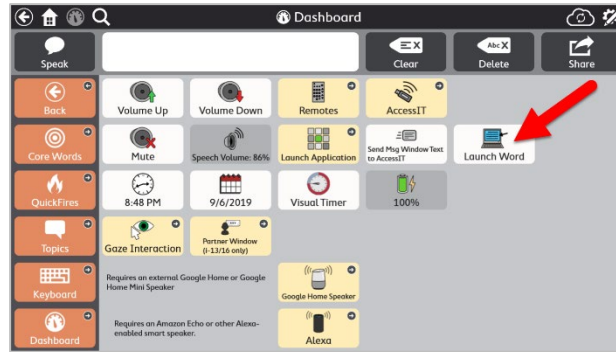 Dashboard
Speak
Clear
Abc X
Delete
Share
Back
Volume Up
Volume Down
Remotes
AccessIT
Core Words
Mute
Speech Volume: 86%
Launch Application
Send Msg Window Text
to AccessIT
Launch Word
QuickFires
8:48 PM
9/6/2019
Visual Timer
100%
Topics
Gaze Interaction
Partner Window
(i-13/16 only)
Keyboard
Requires an external Google Home or Google
Home Mini Speaker
Google Home Speaker
Dashboard
Requires an Amazon Echo or other Alexa-
enabled smart speaker.
Alexa